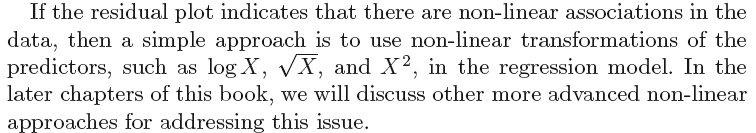 If the residual plot indicates that there are non-linear associations in the
data, then a simple approach is to use non-linear transformations of the
predictors, such as log X, √X, and X², in the regression model. In the
later chapters of this book, we will discuss other more advanced non-linear
approaches for addressing this issue.